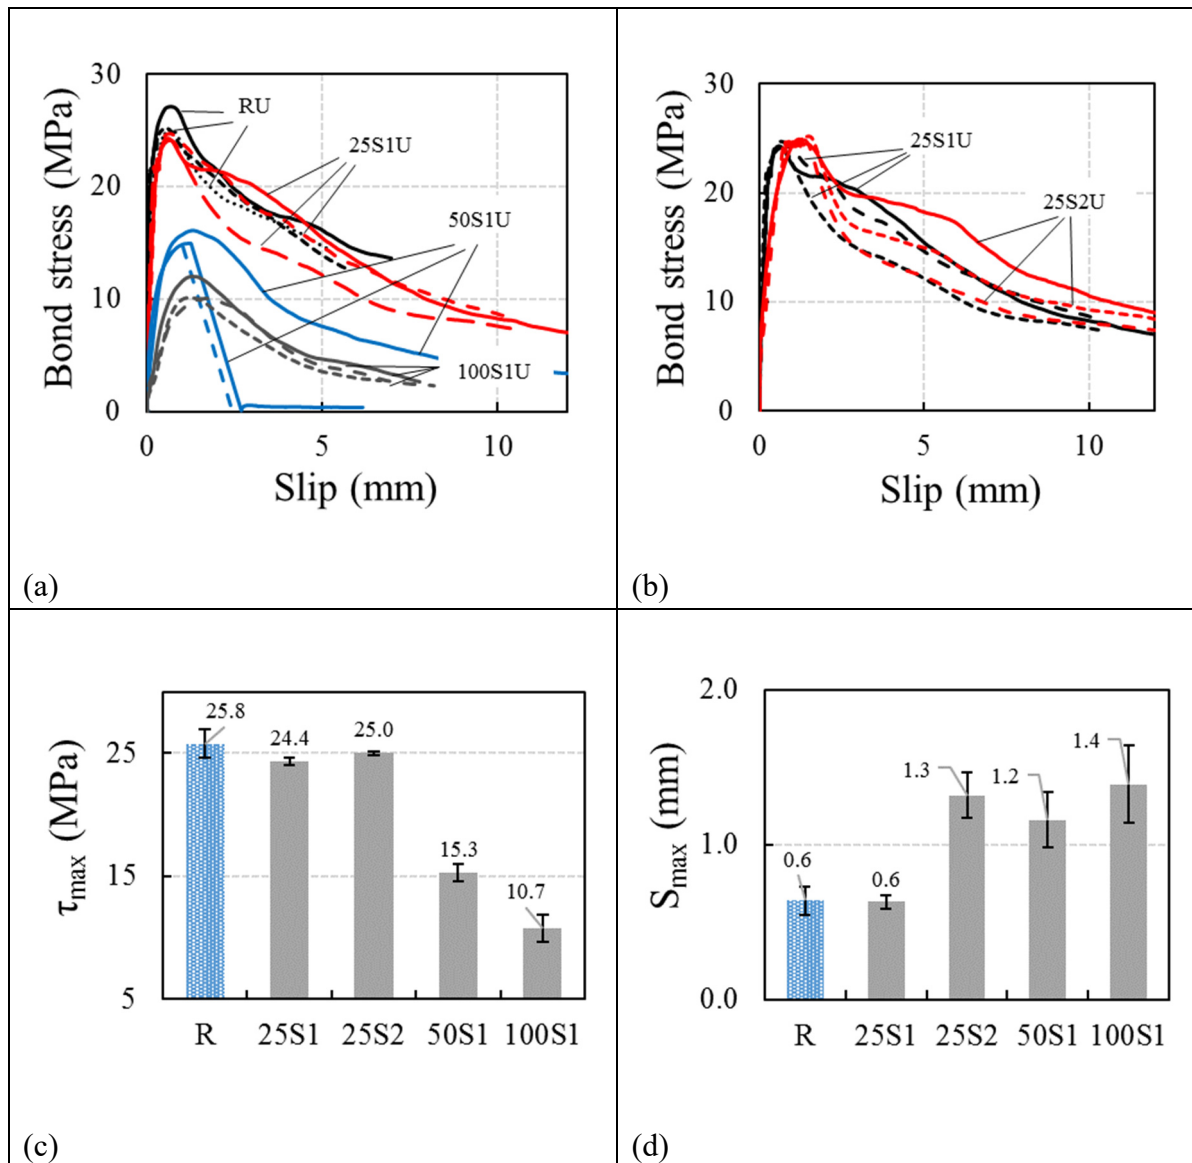 30
20
10
0
Bond stress (MPa)
RU
25S1U
50S1U
100S1U
0 5 10
Slip (mm)
(a)
30
20
10
0
Bond stress (MPa)
25S1U
25S2U
0 5 10
Slip (mm)
(b)
25
15
5
τmax (MPa)
25.8
24.4
25.0
15.3
10.7
R 25S1 25S2 50S1 100S1
(c)
2.0
1.0
0.0
Smax (mm)
0.6
0.6
1.3
1.2
1.4
R 25S1 25S2 50S1 100S1
(d)